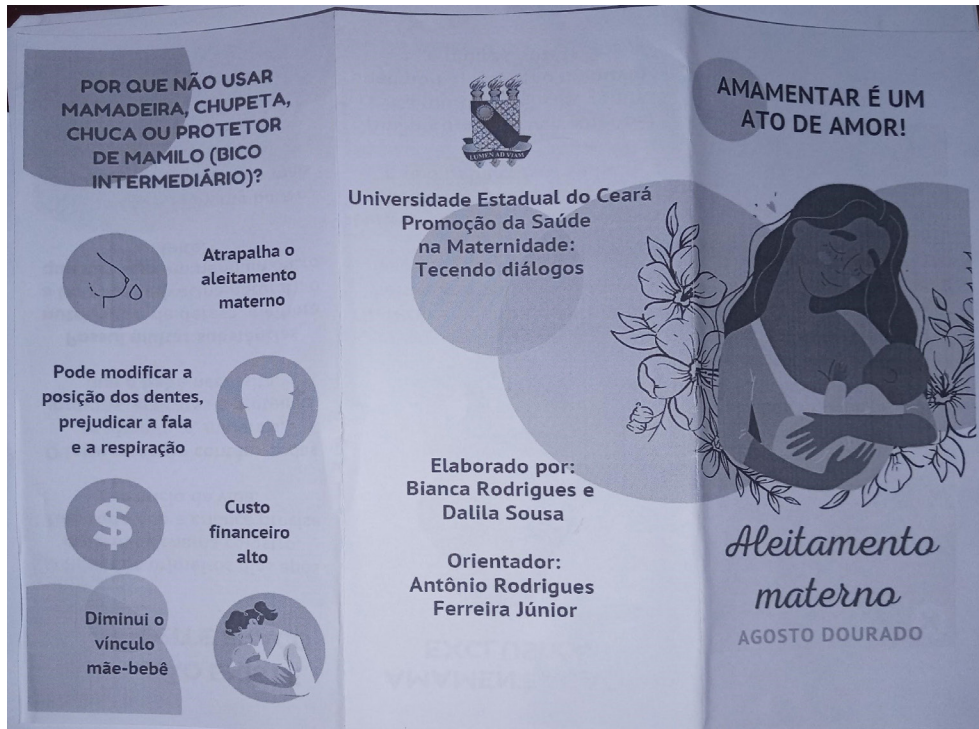 POR QUE NÃO USAR
MAMADEIRA, CHUPETA,
CHUCA OU PROTETOR
DE MAMILO (BICO
INTERMEDIÁRIO)?
Atrapalha o
aleitamento
materno
Pode modificar a
posição dos dentes,
prejudicar a fala
e a respiração
$
Custo
financeiro
alto
Diminui o
vínculo
mãe-bebê
LUMEN AD VIAM
Universidade Estadual do Ceará
Promoção da Saúde
na Maternidade:
Tecendo diálogos
Elaborado por:
Bianca Rodrigues e
Dalila Sousa
Orientador:
Antônio Rodrigues
Ferreira Júnior
AMAMENTAR É UM
ATO DE AMOR!
Aleitamento
materno
AGOSTO DOURADO